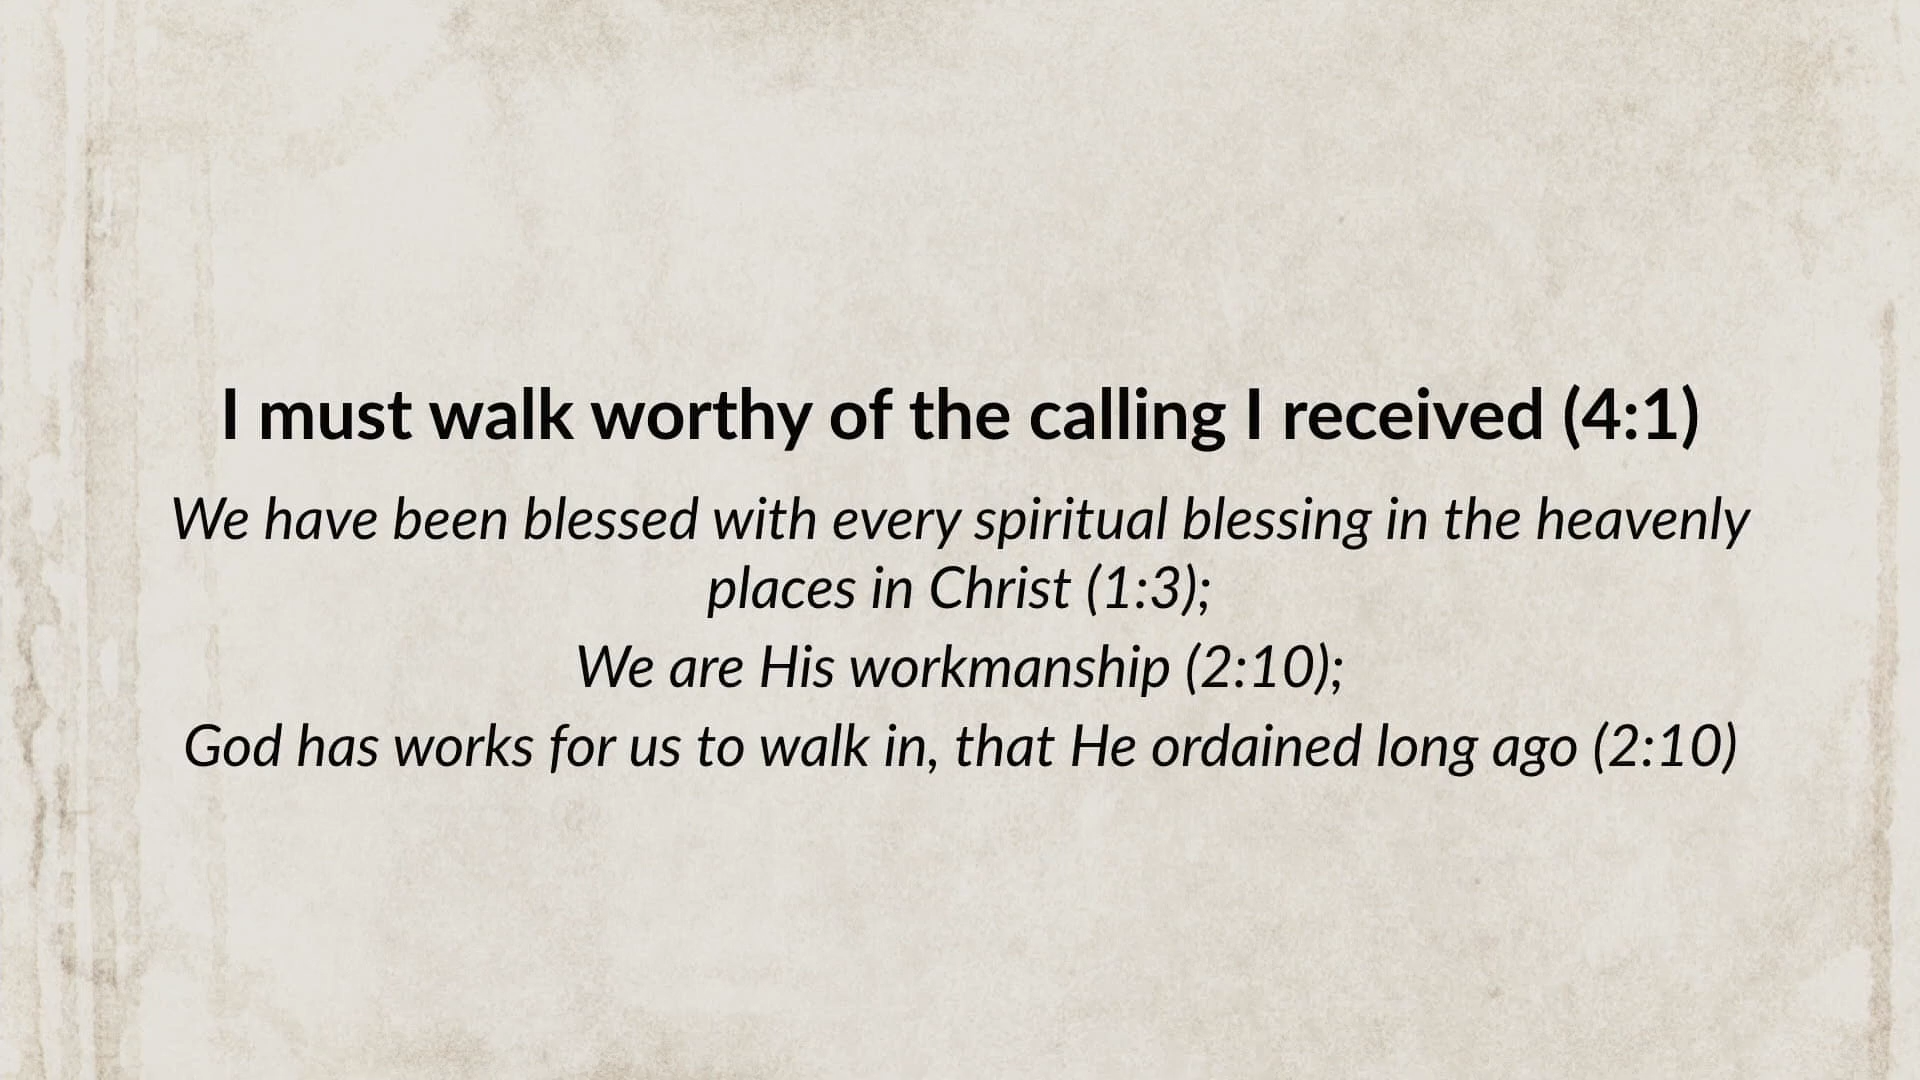 I must walk worthy of the calling I received (4:1)
We have been blessed with every spiritual blessing in the heavenly
places in Christ (1:3);
We are His workmanship (2:10);
God has works for us to walk in, that He ordained long ago (2:10)